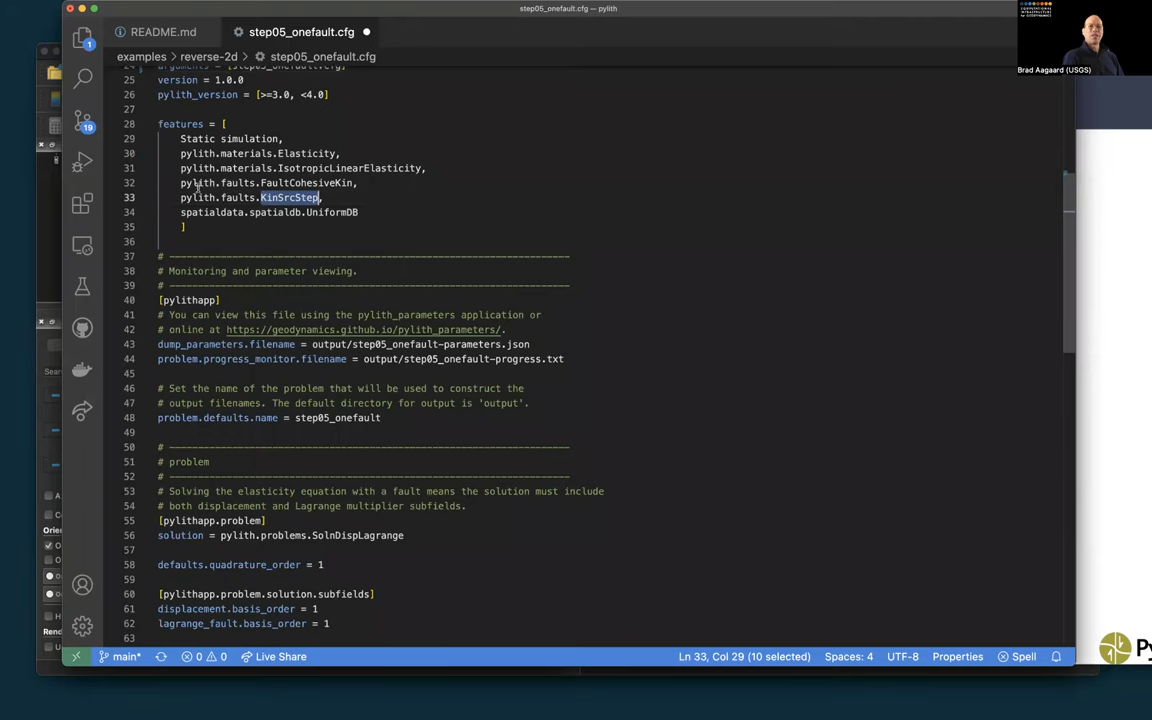 step05_onefault.cfg — pylith
README.md
step05_onefault.cfg
examples > reverse-2d > step05_onefault.cfg
24 arguments = [step05_onefault.cfg]
25 version = 1.0.0
26 pylith_version = [>=3.0, <4.0]
27
28 features = [
29 Static simulation,
30 pylith.materials.Elasticity,
31 pylith.materials.IsotropicLinearElasticity,
32 pylith.faults.FaultCohesiveKin,
33 pylith.faults.KinSrcStep,
34 spatialdata.spatialdb.UniformDB
35 ]
36
37 # ----------------------------------------------------------------------
38 # Monitoring and parameter viewing.
39 # ----------------------------------------------------------------------
40 [pylithapp]
41 # You can view this file using the pylith_parameters application or
42 # online at https://geodynamics.github.io/pylith_parameters/.
43 dump_parameters.filename = output/step05_onefault-parameters.json
44 problem.progress_monitor.filename = output/step05_onefault-progress.txt
45
46 # Set the name of the problem that will be used to construct the
47 # output filenames. The default directory for output is 'output'.
48 problem.defaults.name = step05_onefault
49
50 # ----------------------------------------------------------------------
51 # problem
52 # ----------------------------------------------------------------------
53 # Solving the elasticity equation with a fault means the solution must include
54 # both displacement and Lagrange multiplier subfields.
55 [pylithapp.problem]
56 solution = pylith.problems.SolnDispLagrange
57
58 defaults.quadrature_order = 1
59
60 [pylithapp.problem.solution.subfields]
61 displacement.basis_order = 1
62 lagrange_fault.basis_order = 1
63
1
19
main*
0 0
Live Share
Ln 33, Col 29 (10 selected)
Spaces: 4
UTF-8
Properties
Spell
Brad Aagaard (USGS)
COMPUTATIONAL
INFRASTRUCTURE
for GEODYNAMICS
Sear
A
C
Orie
O
H
Rend
U
Py